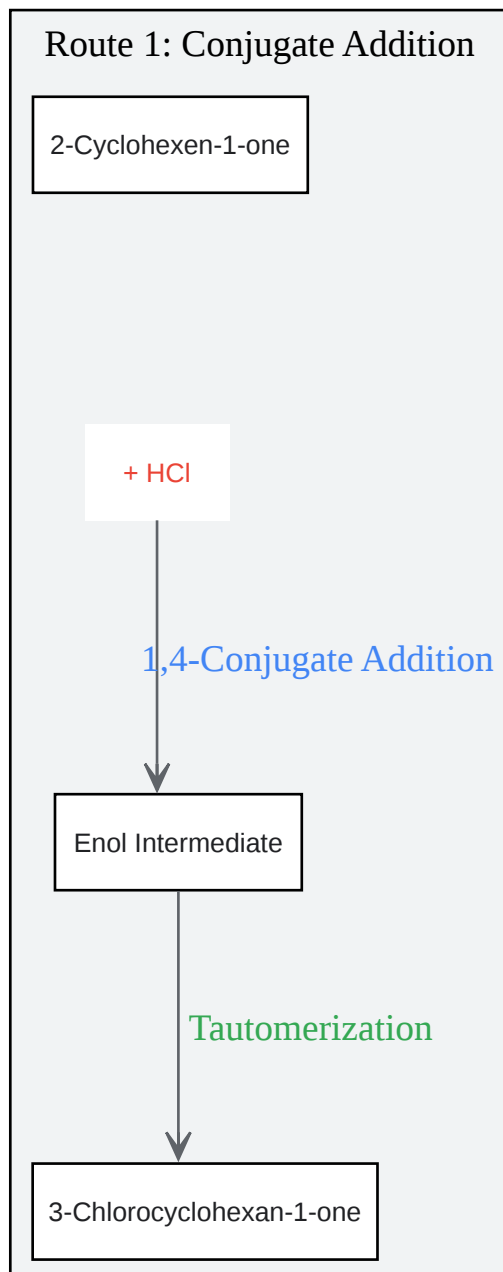 Route 1: Conjugate Addition
2-Cyclohexen-1-one
+ HCl
1,4-Conjugate Addition
Enol Intermediate
Tautomerization
3-Chlorocyclohexan-1-one